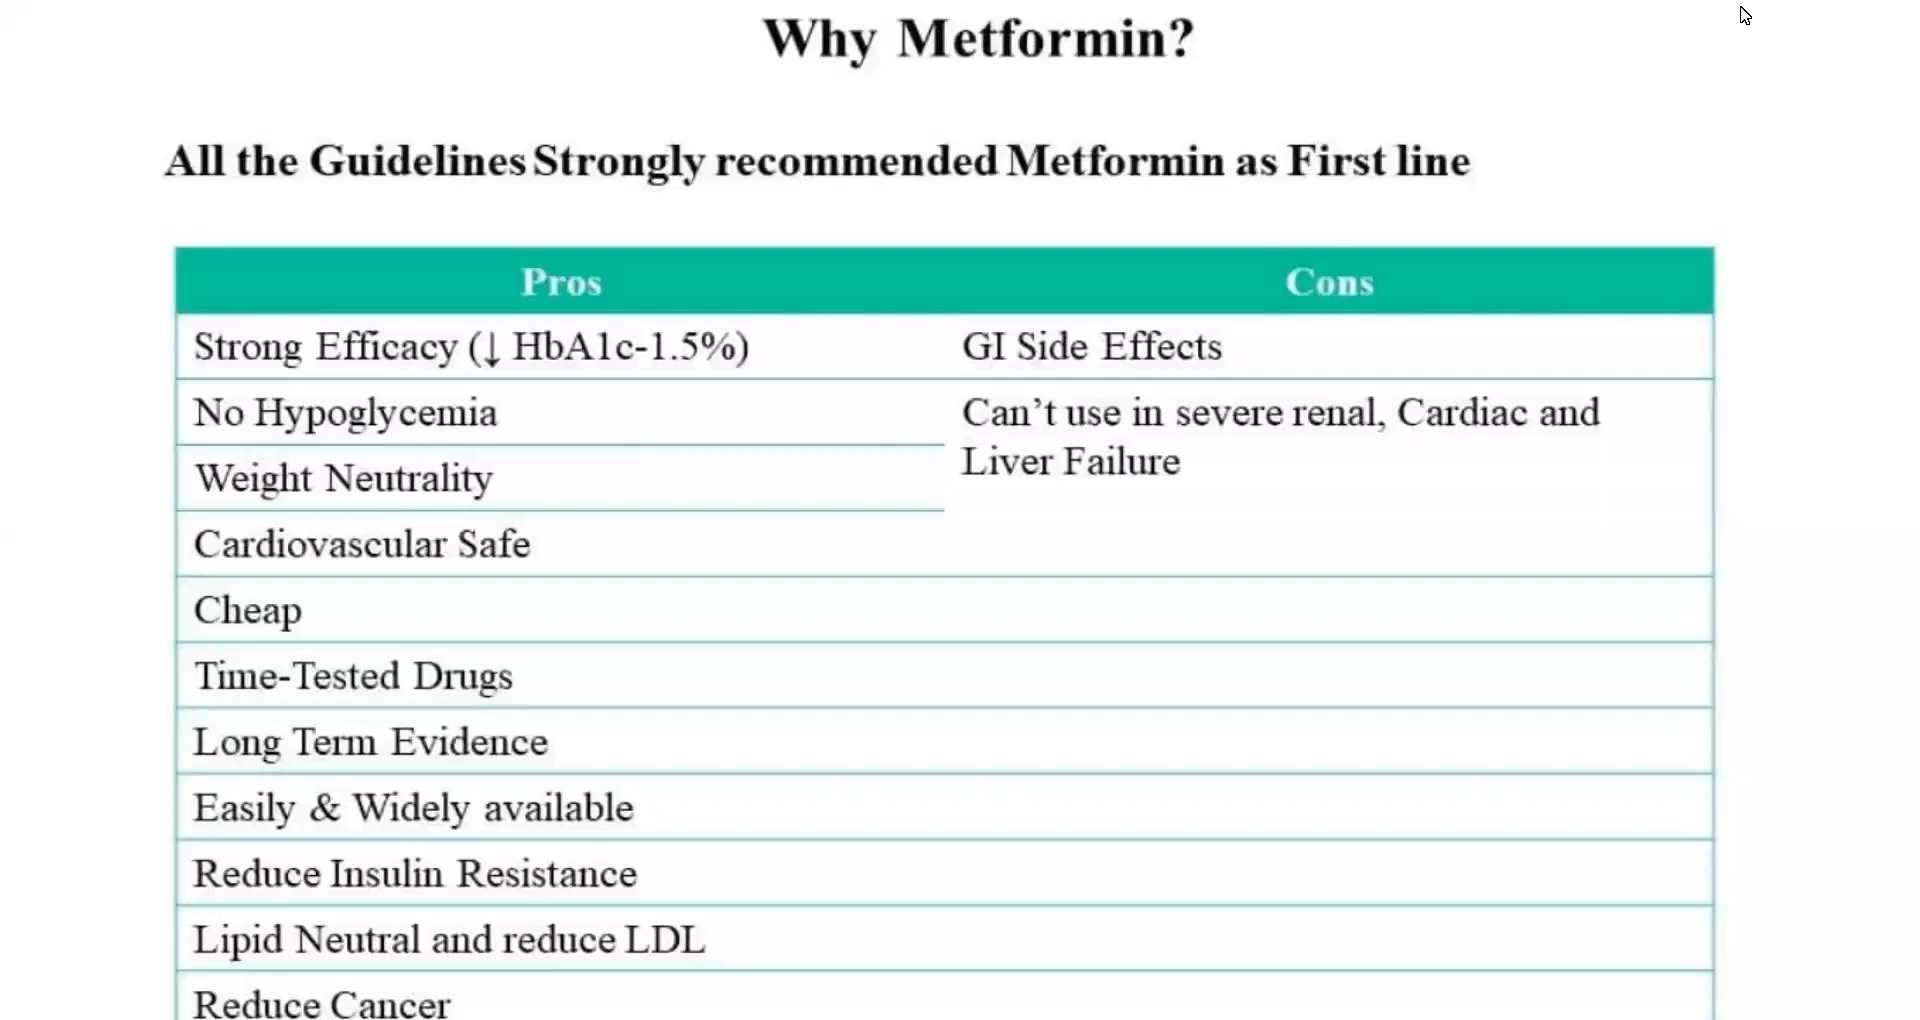 Why Metformin?
All the Guidelines Strongly recommended Metformin as First line
Pros
Cons
Strong Efficacy (↓ HbA1c-1.5%)
GI Side Effects
No Hypoglycemia
Can't use in severe renal, Cardiac and
Liver Failure
Weight Neutrality
Cardiovascular Safe
Cheap
Time-Tested Drugs
Long Term Evidence
Easily & Widely available
Reduce Insulin Resistance
Lipid Neutral and reduce LDL
Reduce Cancer